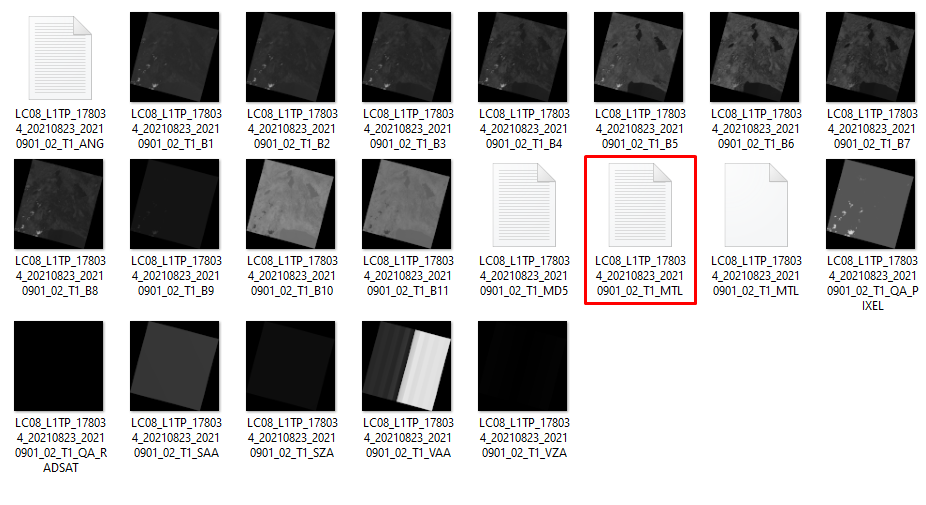 LC08_L1TP_17803
4_20210823_2021
0901_02_T1_ANG
LC08_L1TP_17803
4_20210823_2021
0901_02_T1_B1
LC08_L1TP_17803
4_20210823_2021
0901_02_T1_B2
LC08_L1TP_17803
4_20210823_2021
0901_02_T1_B3
LC08_L1TP_17803
4_20210823_2021
0901_02_T1_B4
LC08_L1TP_17803
4_20210823_2021
0901_02_T1_B5
LC08_L1TP_17803
4_20210823_2021
0901_02_T1_B6
LC08_L1TP_17803
4_20210823_2021
0901_02_T1_B7
LC08_L1TP_17803
4_20210823_2021
0901_02_T1_B8
LC08_L1TP_17803
4_20210823_2021
0901_02_T1_B9
LC08_L1TP_17803
4_20210823_2021
0901_02_T1_B10
LC08_L1TP_17803
4_20210823_2021
0901_02_T1_B11
LC08_L1TP_17803
4_20210823_2021
0901_02_T1_MD5
LC08_L1TP_17803
4_20210823_2021
0901_02_T1_MTL
LC08_L1TP_17803
4_20210823_2021
0901_02_T1_MTL
LC08_L1TP_17803
4_20210823_2021
0901_02_T1_QA_P
IXEL
LC08_L1TP_17803
4_20210823_2021
0901_02_T1_QA_R
ADSAT
LC08_L1TP_17803
4_20210823_2021
0901_02_T1_SAA
LC08_L1TP_17803
4_20210823_2021
0901_02_T1_SZA
LC08_L1TP_17803
4_20210823_2021
0901_02_T1_VAA
LC08_L1TP_17803
4_20210823_2021
0901_02_T1_VZA